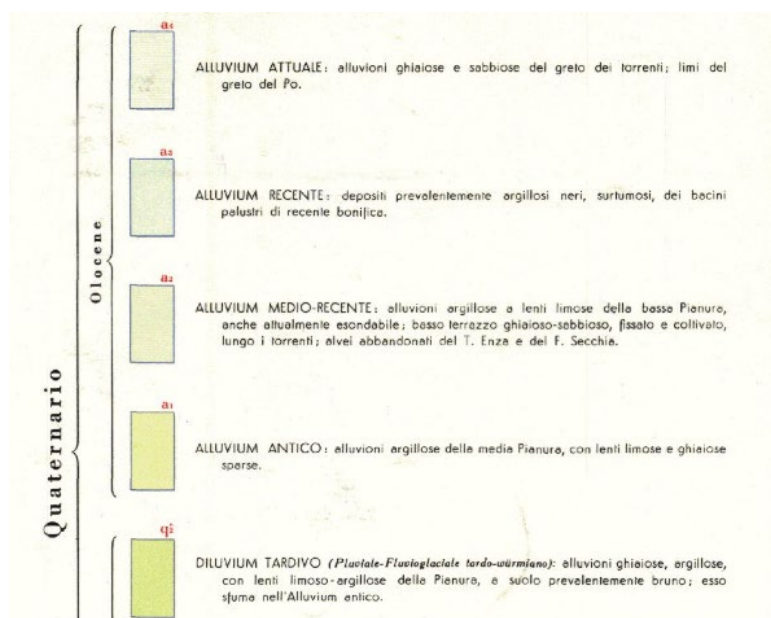 a₄
ALLUVIUM ATTUALE: alluvioni ghiaiose e sabbiose del greto dei torrenti; limi del
greto del Po.
a₃
ALLUVIUM RECENTE: depositi prevalentemente argillosi neri, surtumosi, dei bacini
palustri di recente bonifica.
Olocene
a₂
ALLUVIUM MEDIO-RECENTE: alluvioni argillose a lenti limose della bassa Pianura,
anche attualmente esondabile; basso terrazzo ghiaioso-sabbioso, fissato e coltivato,
lungo i torrenti; alvei abbandonati del T. Enza e del F. Secchia.
Quaternario
a₁
ALLUVIUM ANTICO: alluvioni argillose della media Pianura, con lenti limose e ghiaiose
sparse.
DILUVIUM TARDIVO (Pluviale-Fluvioglaciale tardo-würmiano): alluvioni ghiaiose, argillose,
con lenti limoso-argillose della Pianura, a suolo prevalentemente bruno; esso
sfuma nell'Alluvium antico.